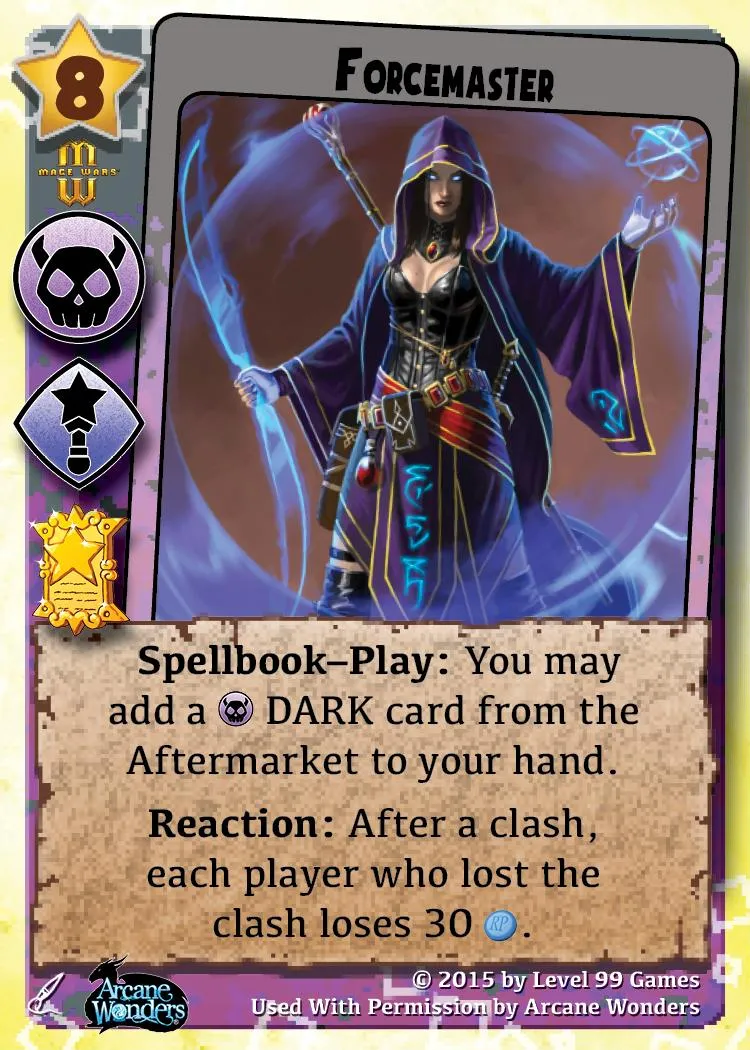 8
FORCEMASTER
MW
MAGE WARS
Spellbook–Play: You may
add a DARK card from the
Aftermarket to your hand.
Reaction: After a clash,
each player who lost the
clash loses 30 RP.
Arcane
Wonders®
© 2015 by Level 99 Games
Used With Permission by Arcane Wonders